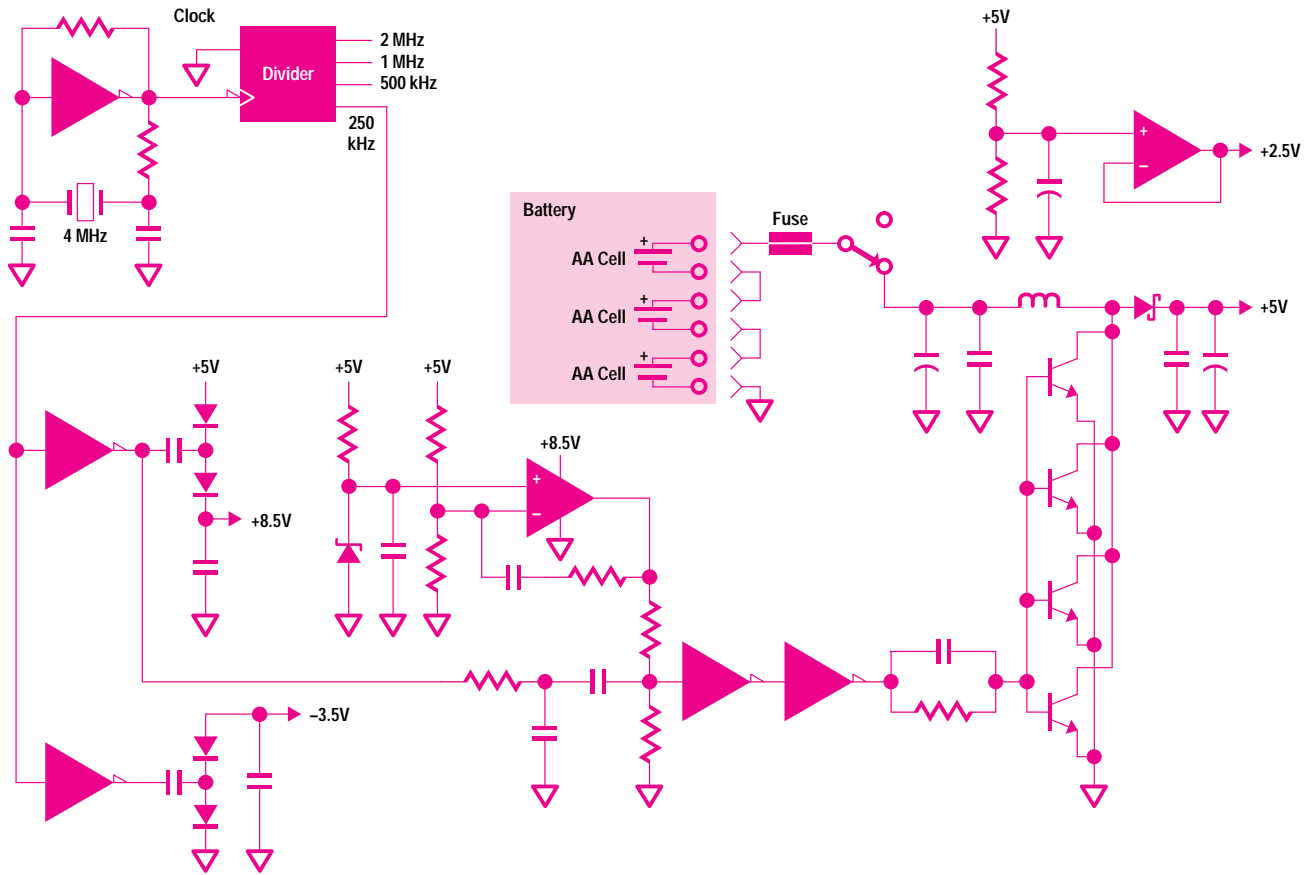 Clock
Divider
2 MHz
1 MHz
500 kHz
250
kHz
4 MHz
+5V
+
−
+2.5V
Battery
Fuse
+
AA Cell
+
AA Cell
+
AA Cell
+5V
+5V
+5V
+5V
+8.5V
+
−
+8.5V
−3.5V